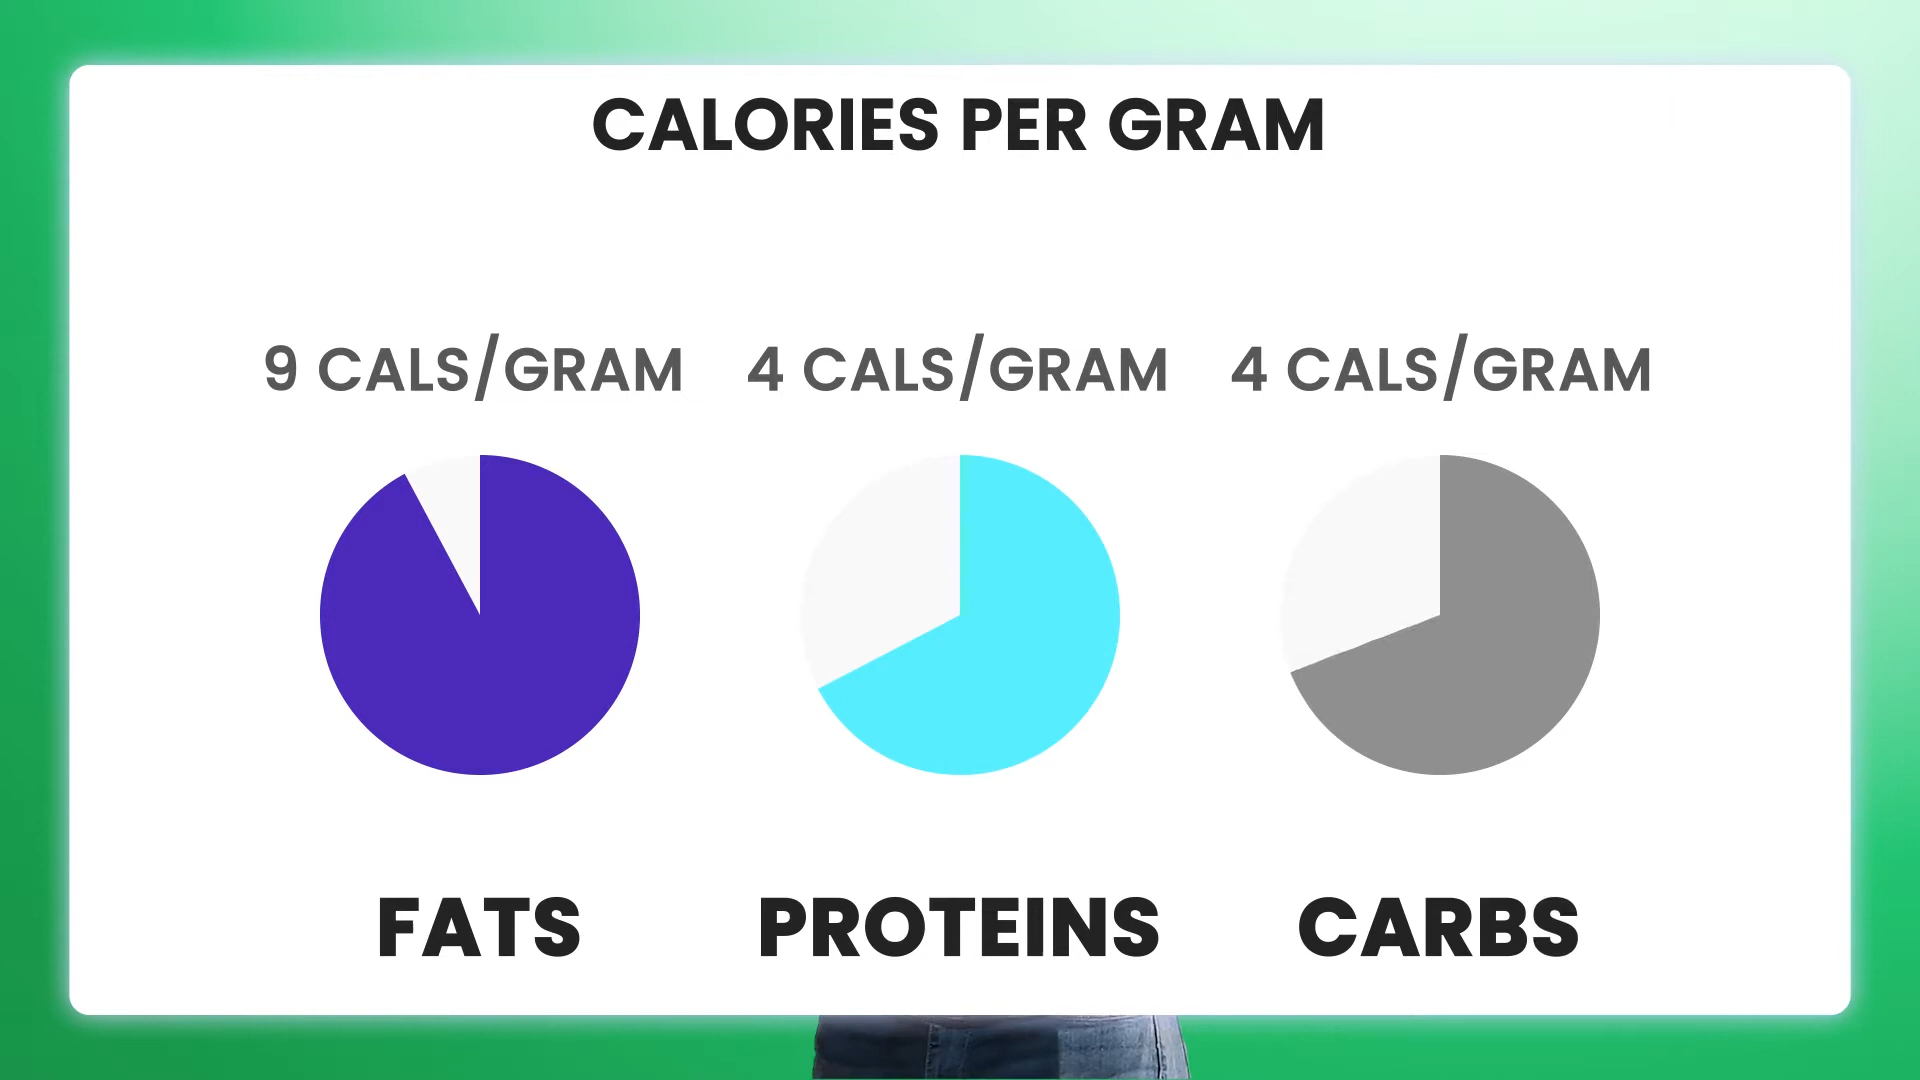 CALORIES PER GRAM
9 CALS/GRAM
4 CALS/GRAM
4 CALS/GRAM
FATS
PROTEINS
CARBS